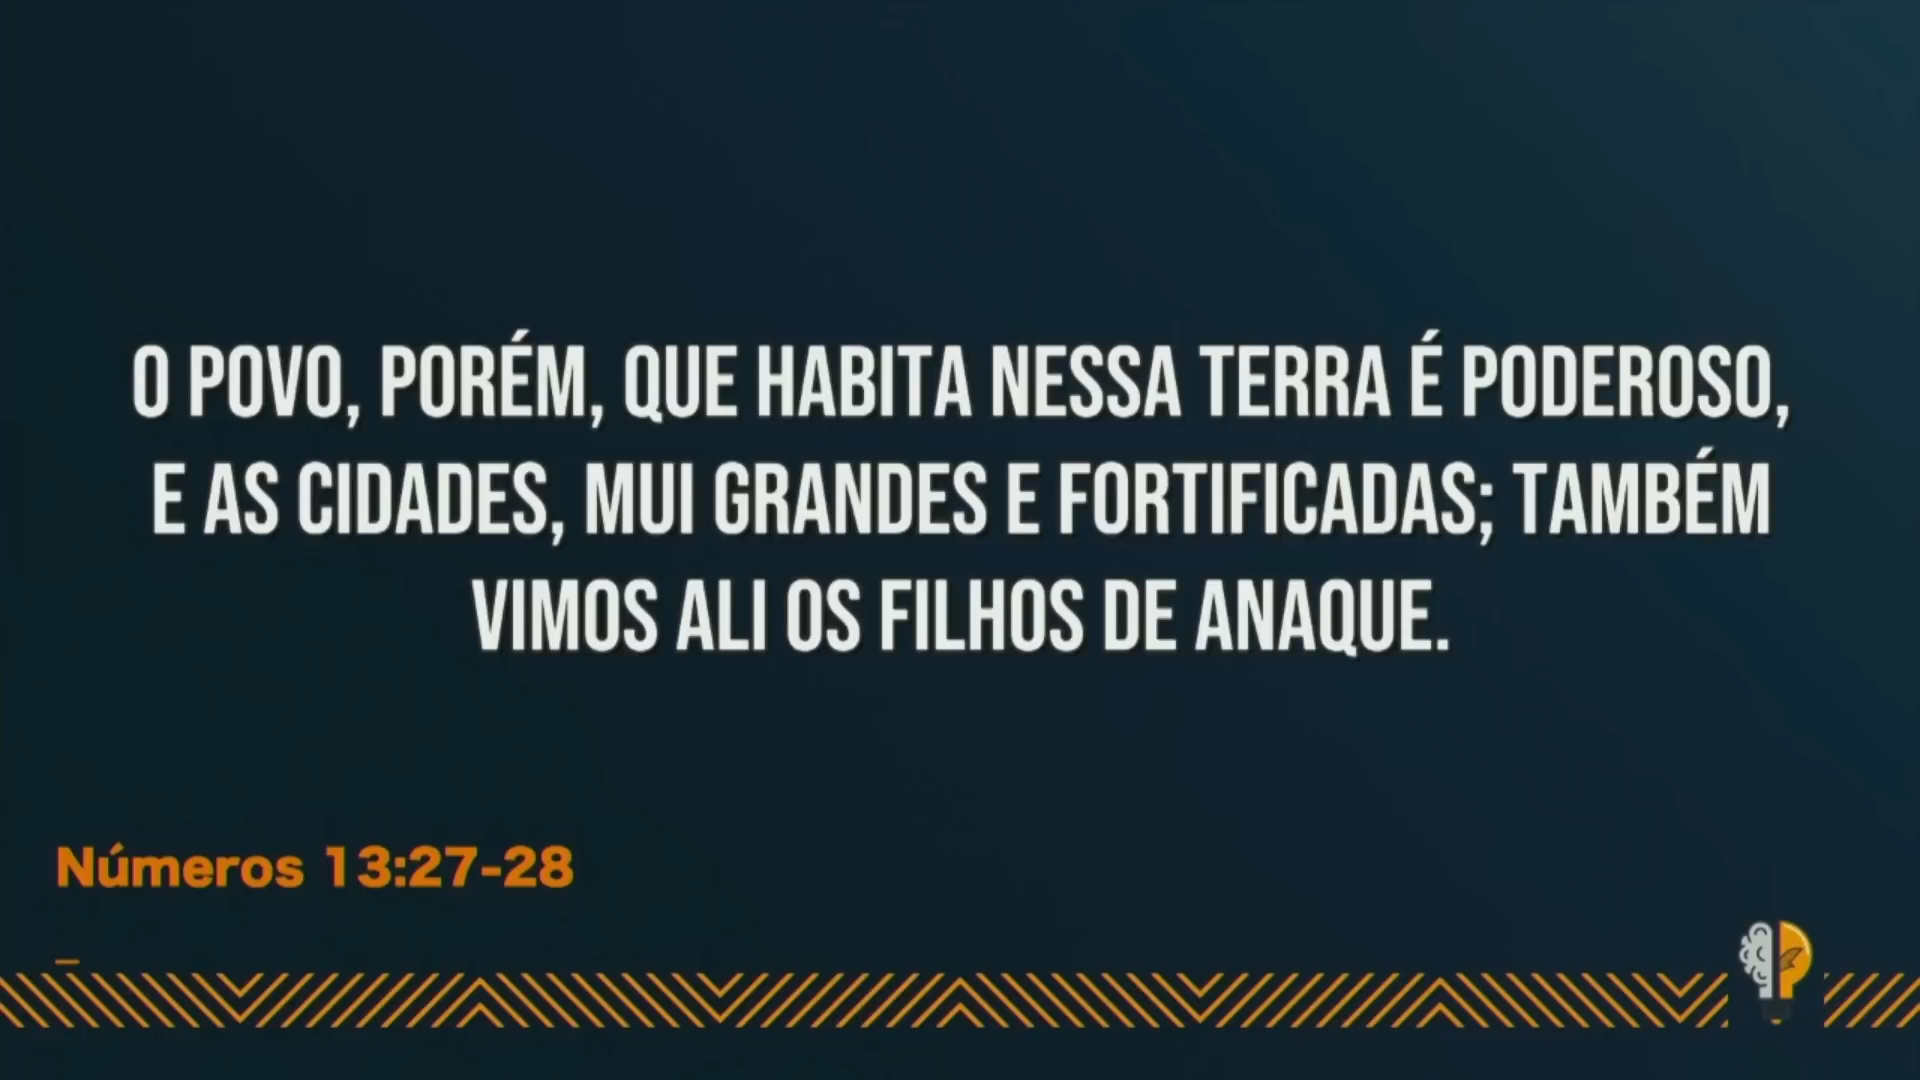 O POVO, PORÉM, QUE HABITA NESSA TERRA É PODEROSO,
E AS CIDADES, MUI GRANDES E FORTIFICADAS; TAMBÉM
VIMOS ALI OS FILHOS DE ANAQUE.
Números 13:27-28